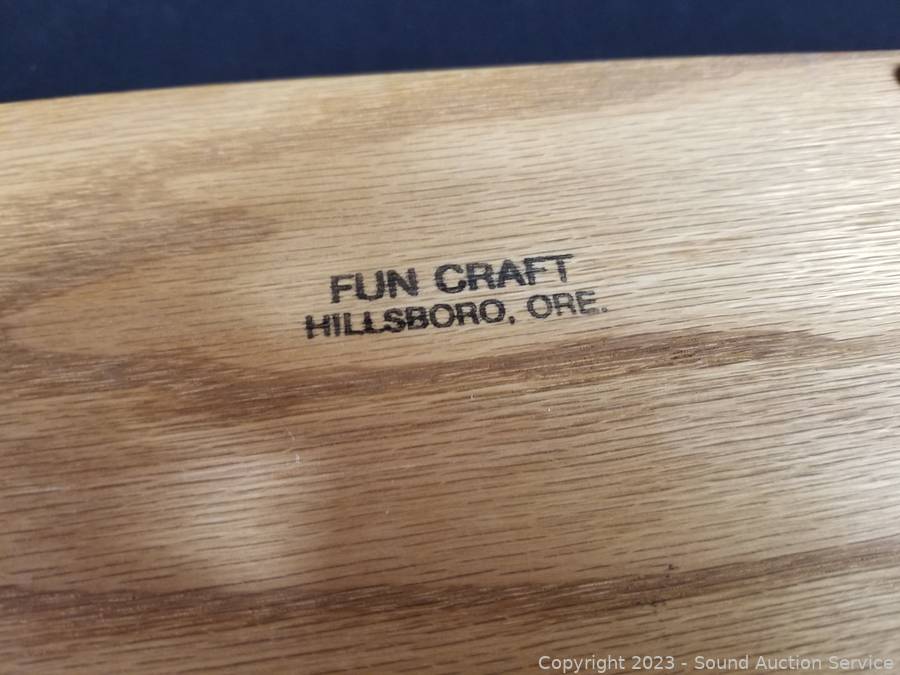 FUN CRAFT
HILLSBORO, ORE.
Copyright © 2023 - Sound Auction Service